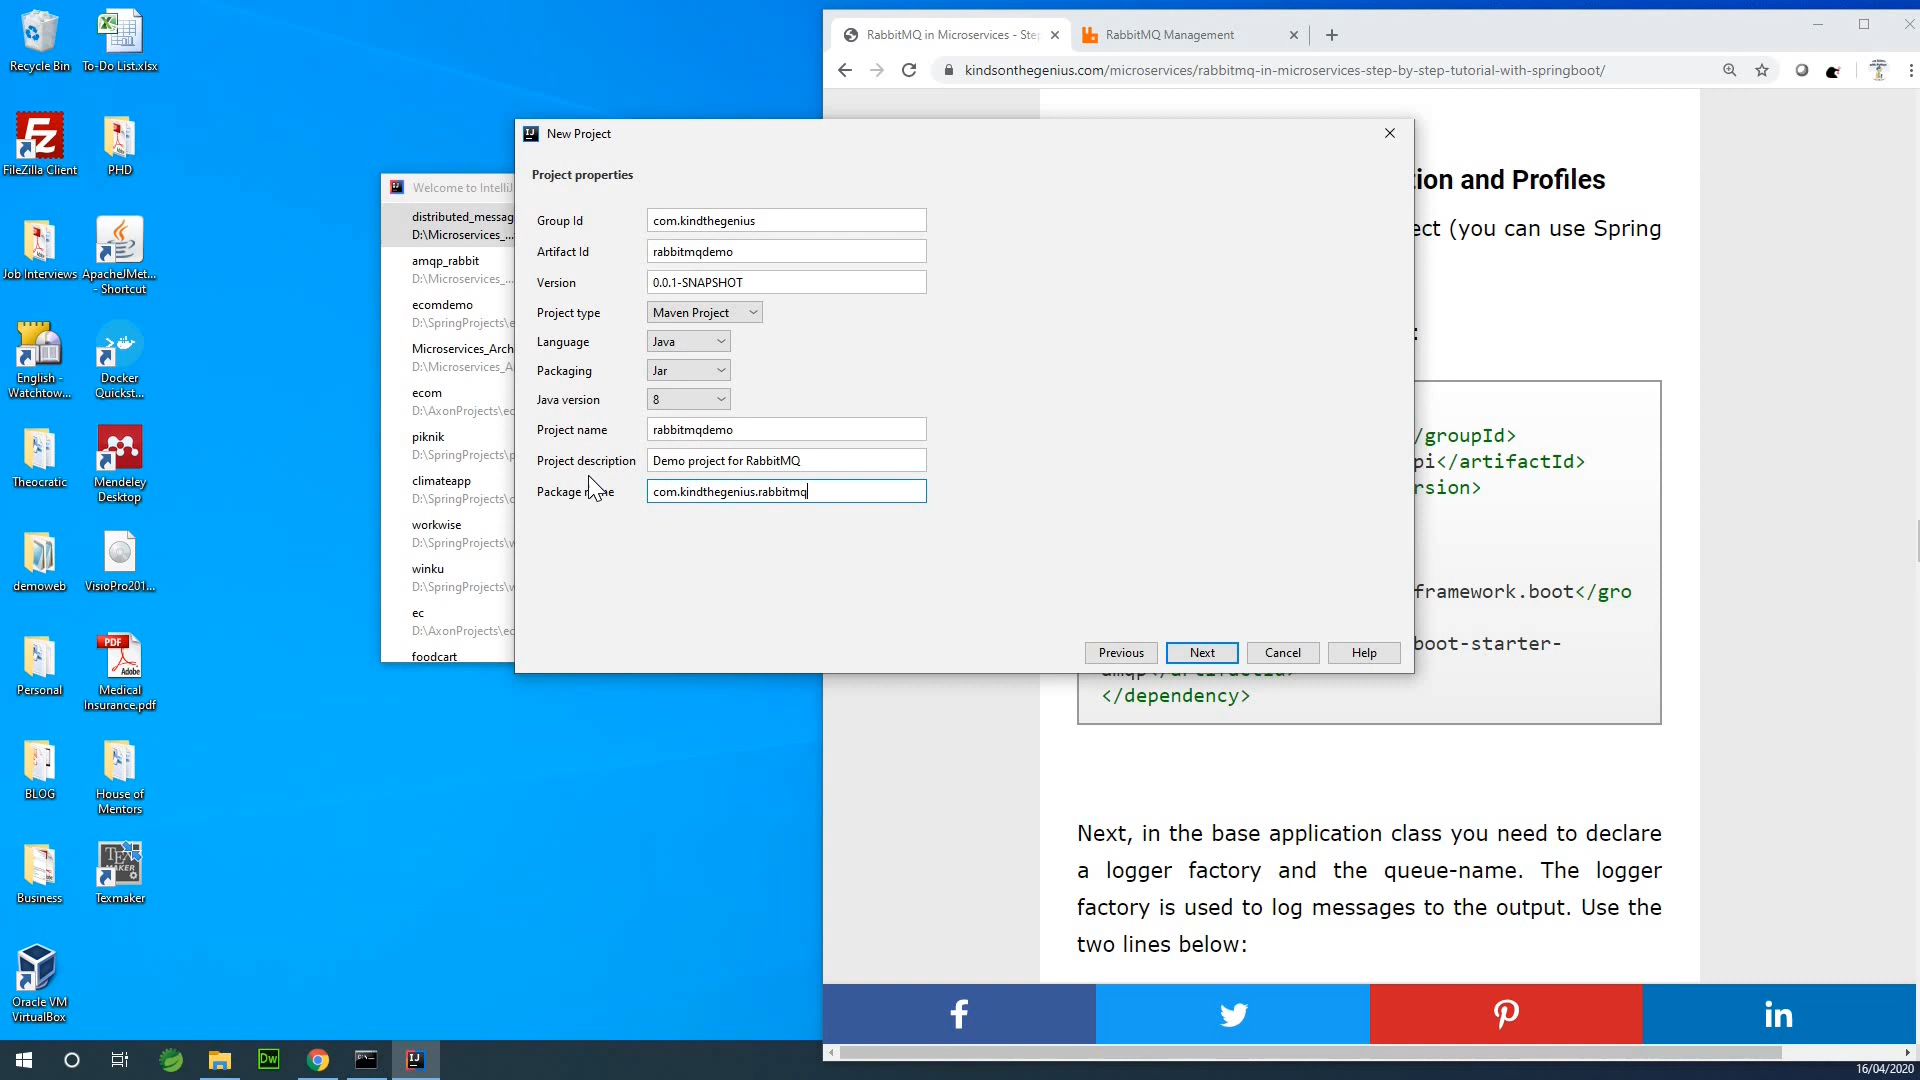 Recycle Bin
To-Do List.xlsx
FileZilla Client
PHD
Job Interviews
ApacheJMet...
- Shortcut
English -
Watchtow...
Docker
Quickst...
Theocratic
Mendeley
Desktop
demoweb
VisioPro201...
Personal
Medical
Insurance.pdf
BLOG
House of
Mentors
Business
Texmaker
Oracle VM
VirtualBox
Welcome to IntelliJ
distributed_messag
D:\Microservices_...
amqp_rabbit
D:\Microservices_...
ecomdemo
D:\SpringProjects\e
Microservices_Arch
D:\Microservices_A
ecom
D:\AxonProjects\ec
piknik
D:\SpringProjects\p
climateapp
D:\SpringProjects\c
workwise
D:\SpringProjects\w
winku
D:\SpringProjects\w
ec
D:\AxonProjects\ec
foodcart
New Project
Project properties
Group Id com.kindthegenius
Artifact Id rabbitmqdemo
Version 0.0.1-SNAPSHOT
Project type Maven Project
Language Java
Packaging Jar
Java version 8
Project name rabbitmqdemo
Project description Demo project for RabbitMQ
Package com.kindthegenius.rabbitmq
Previous Next Cancel Help
RabbitMQ in Microservices - Step
RabbitMQ Management
kindsonthegenius.com/microservices/rabbitmq-in-microservices-step-by-step-tutorial-with-springboot/
tion and Profiles
ect (you can use Spring
:
/groupId>
pi</artifactId>
rsion>
framework.boot</gro
boot-starter-
</dependency>
Next, in the base application class you need to declare
a logger factory and the queue-name. The logger
factory is used to log messages to the output. Use the
two lines below:
16/04/2020